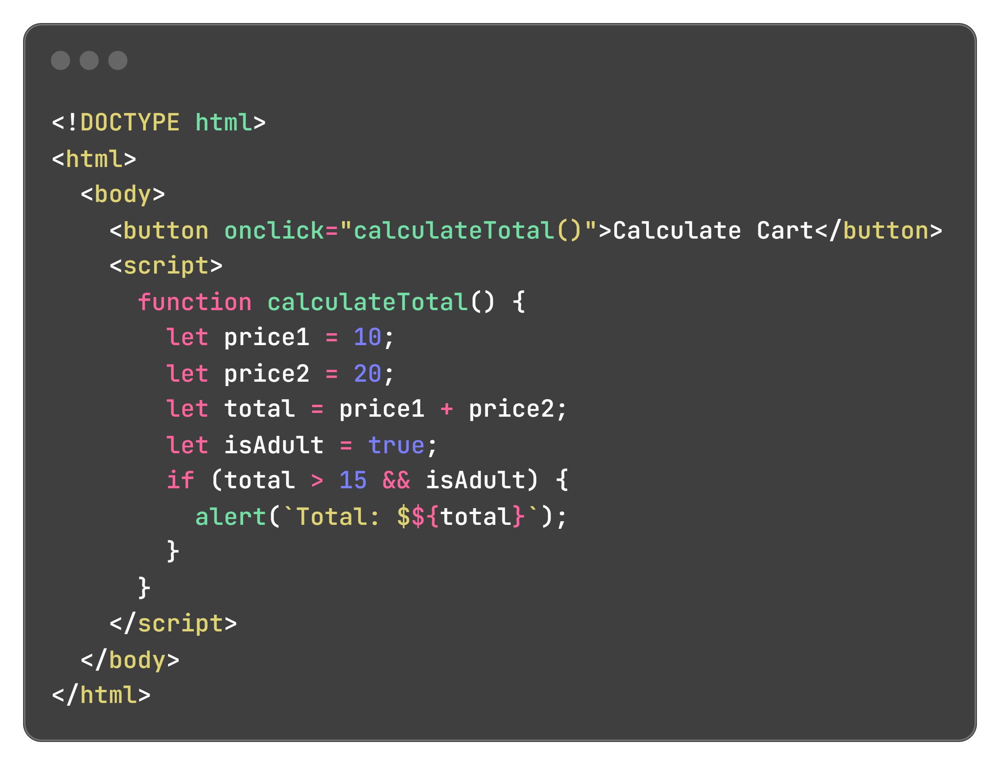 <!DOCTYPE html>
<html>
  <body>
    <button onclick="calculateTotal()">Calculate Cart</button>
    <script>
      function calculateTotal() {
        let price1 = 10;
        let price2 = 20;
        let total = price1 + price2;
        let isAdult = true;
        if (total > 15 && isAdult) {
          alert(`Total: $${total}`);
        }
      }
    </script>
  </body>
</html>